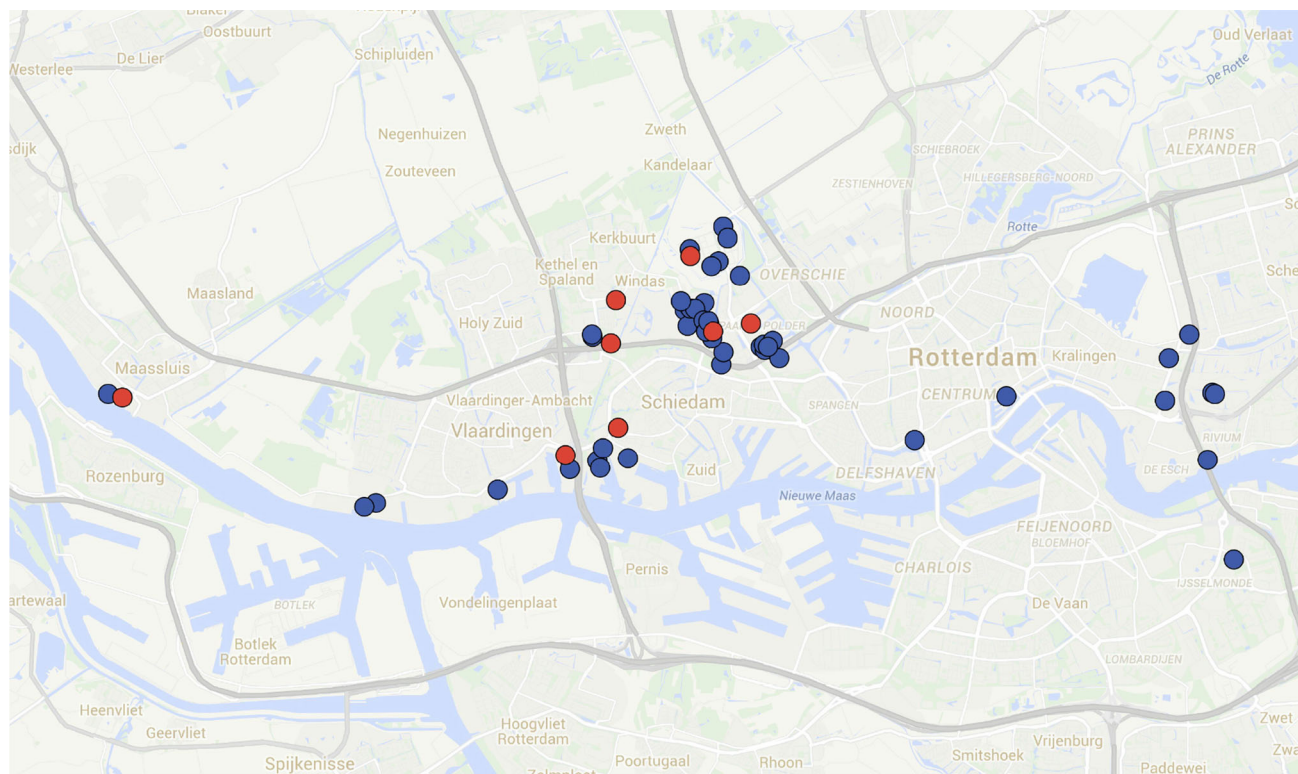 Oostbuurt
Oud Verlaat
De Lier
Schipluiden
Westerlee
De Rotte
Zweth
Negenhuizen
PRINS
ALEXANDER
SCHIEBROEK
Kandelaar
Zouteveen
ZESTIENHOVEN
HILLEGERSBERG-NOORD
Rotte
Kerkbuurt
Kethel en
Spaland
Windas
OVERSCHIE
Maasland
NOORD
Holy Zuid
POLDER
Rotterdam
Kralingen
Maassluis
CENTRUM
Vlaardinger-Ambacht
Schiedam
SPANGEN
Vlaardingen
RIVIUM
Rozenburg
Zuid
DELFSHAVEN
DE ESCH
Nieuwe Maas
FEIJENOORD
BLOEMHOF
Pernis
CHARLOIS
IJSSELMONDE
BOTLEK
Vondelingenplaat
De Vaan
Botlek
Rotterdam
LOMBARDIJEN
Heenvliet
Geervliet
Hoogvliet
Rotterdam
Zwet
Vrijenburg
Smitshoek
Spijkenisse
Poortugaal
Rhoon
Paddewei